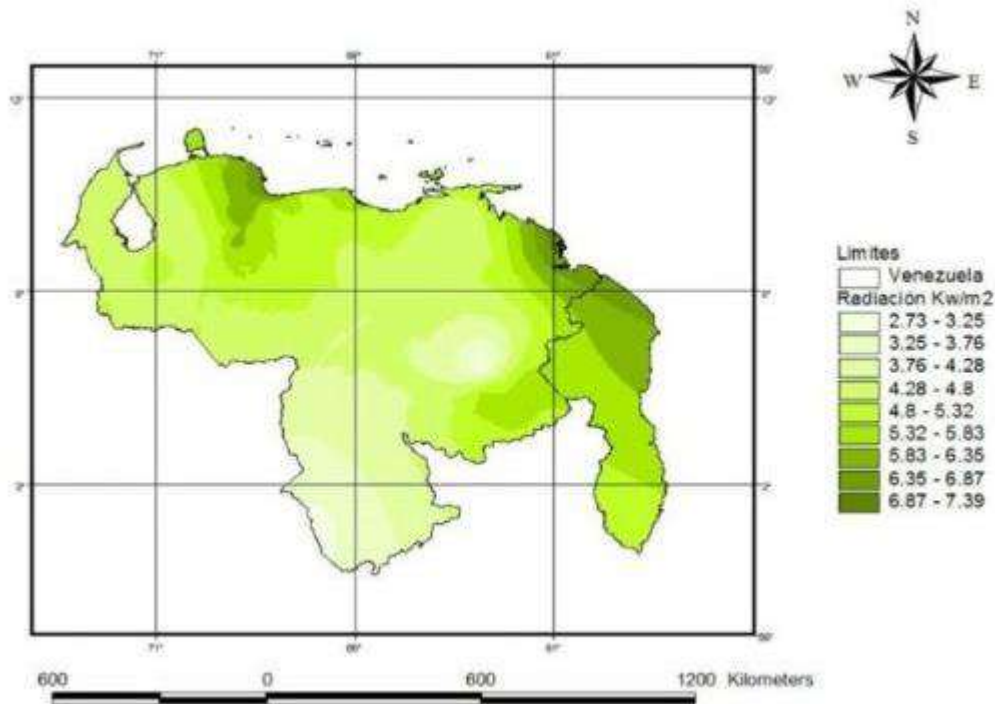 N
W E
S
Limites
Venezuela
Radiación Kw/m2
2.73 - 3.25
3.25 - 3.76
3.76 - 4.28
4.28 - 4.8
4.8 - 5.32
5.32 - 5.83
5.83 - 6.35
6.35 - 6.87
6.87 - 7.39
600 0 600 1200 Kilometers